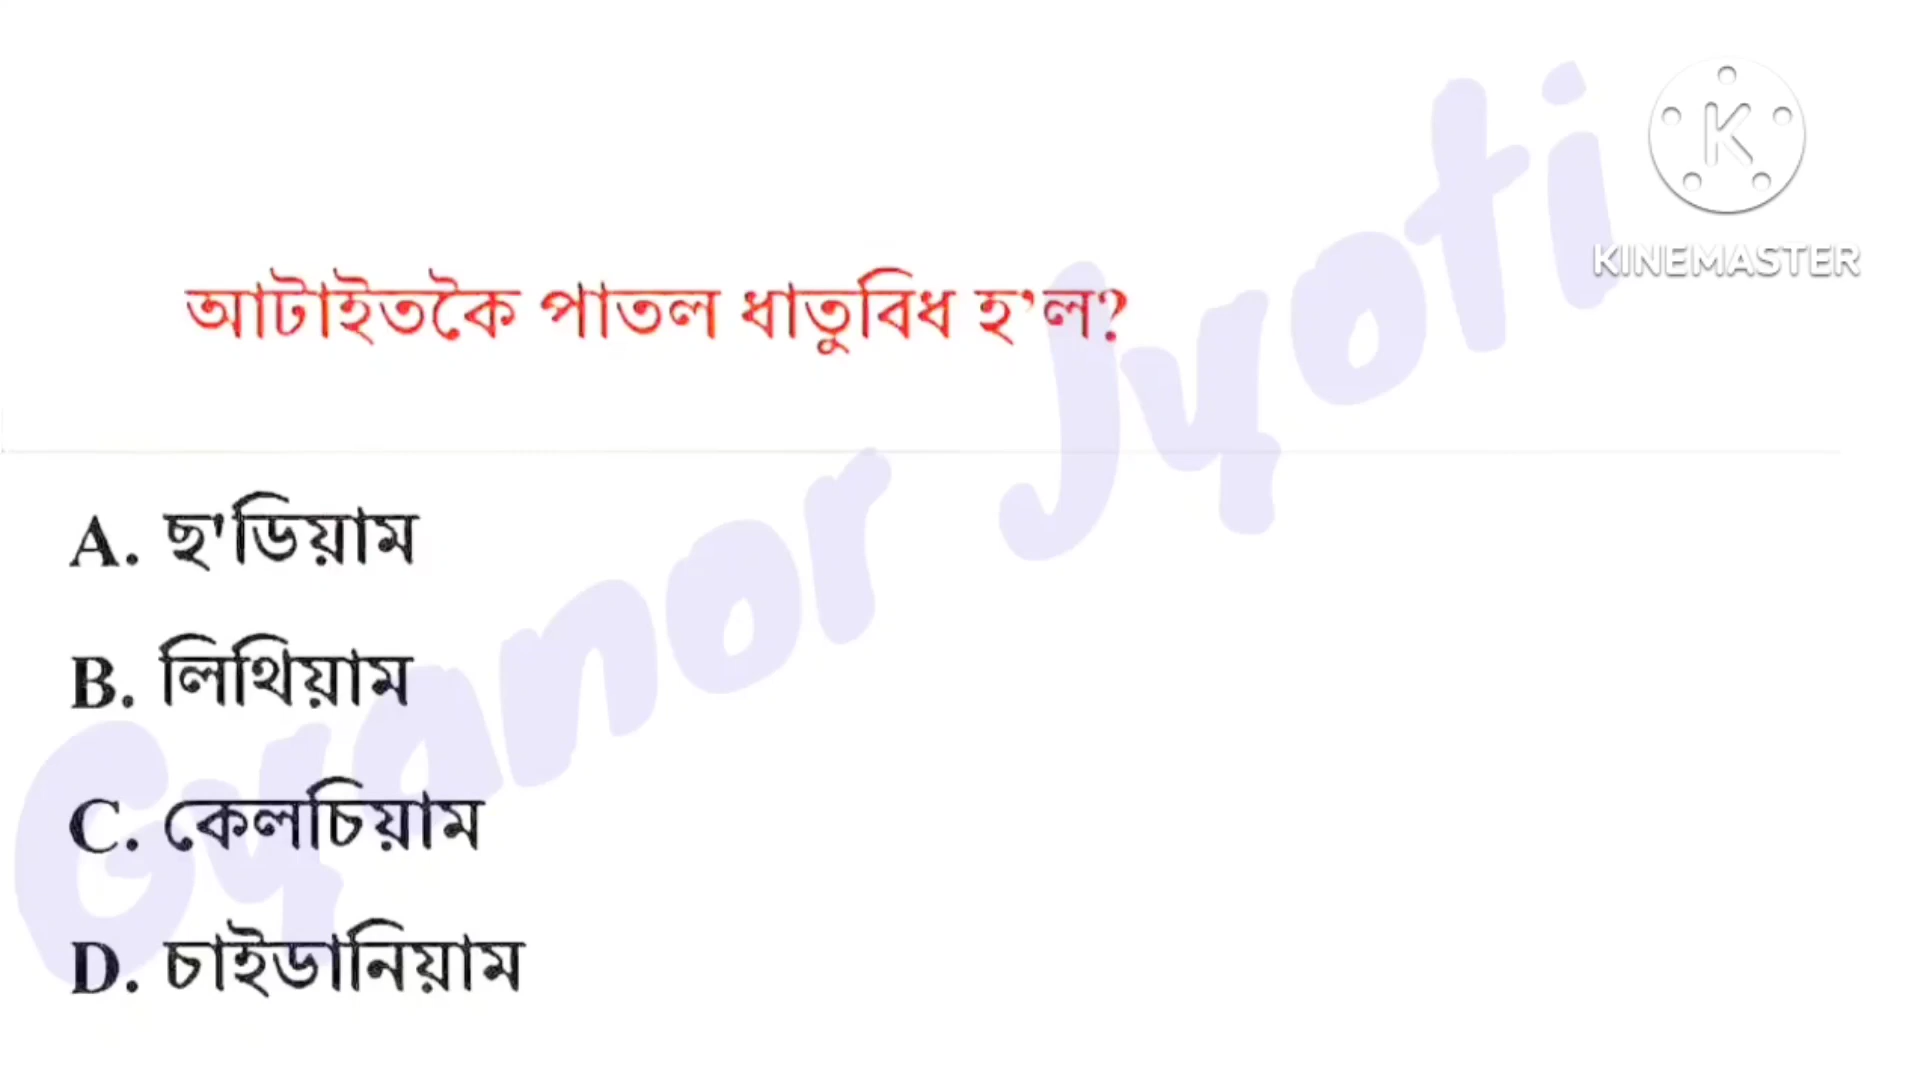 KINEMASTER
আটাইতকৈ পাতল ধাতুবিধ হ’ল?
A. ছ'ডিয়াম
B. লিথিয়াম
C. কেলচিয়াম
D. চাইডানিয়াম
Gyanor Jyoti